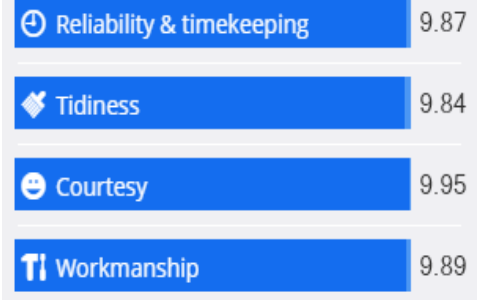 Reliability & timekeeping 9.87
Tidiness 9.84
Courtesy 9.95
Workmanship 9.89